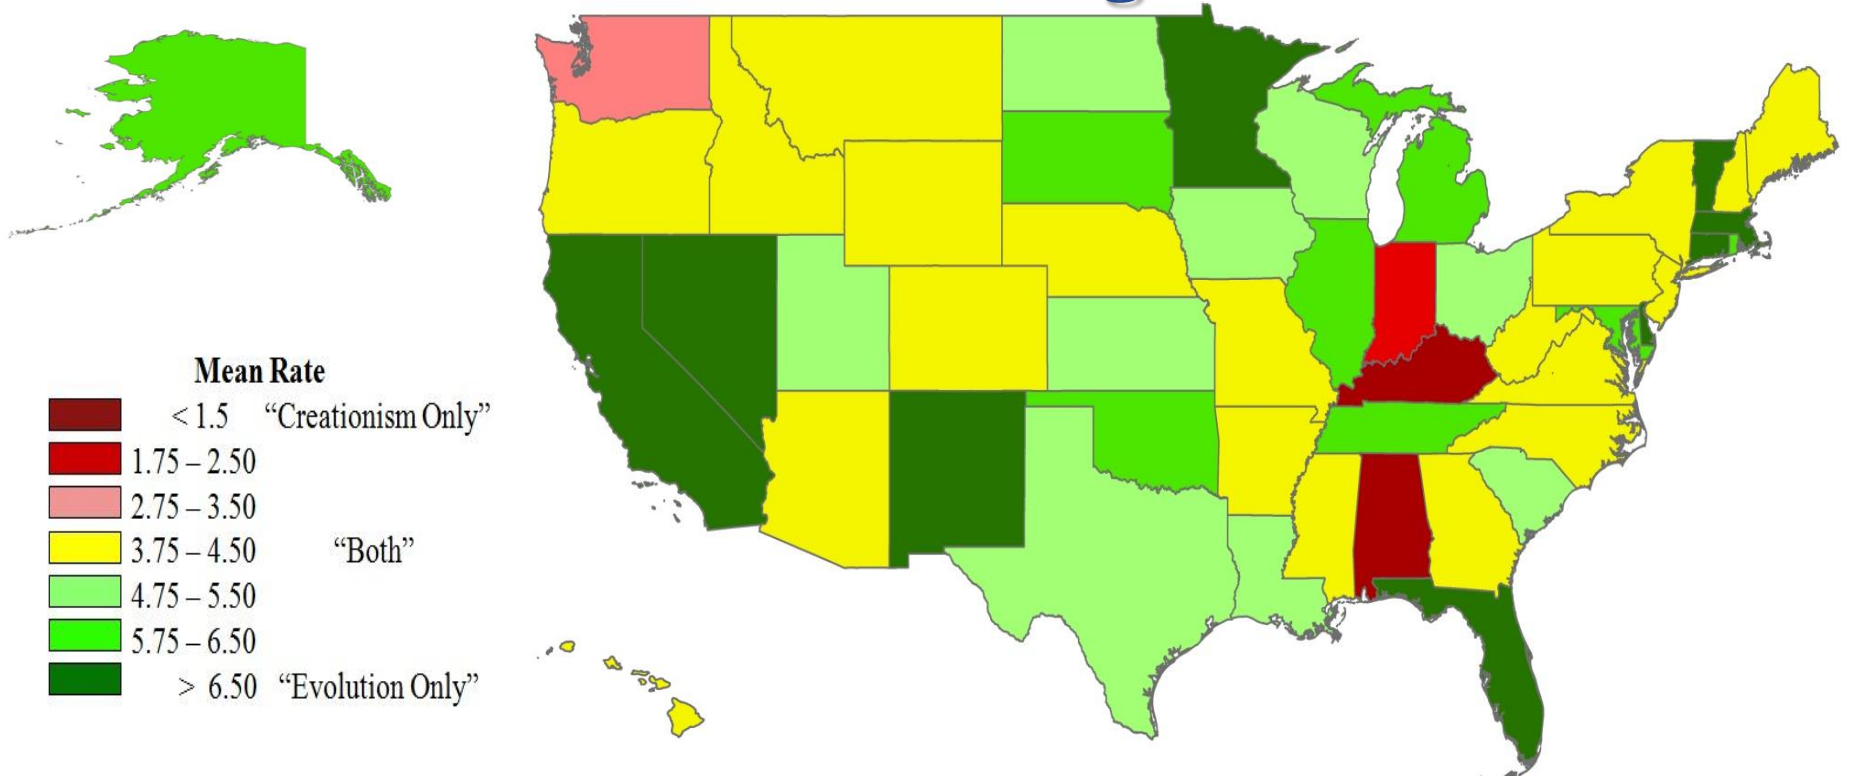 Mean Rate
< 1.5 “Creationism Only”
1.75 – 2.50
2.75 – 3.50
3.75 – 4.50 “Both”
4.75 – 5.50
5.75 – 6.50
> 6.50 “Evolution Only”